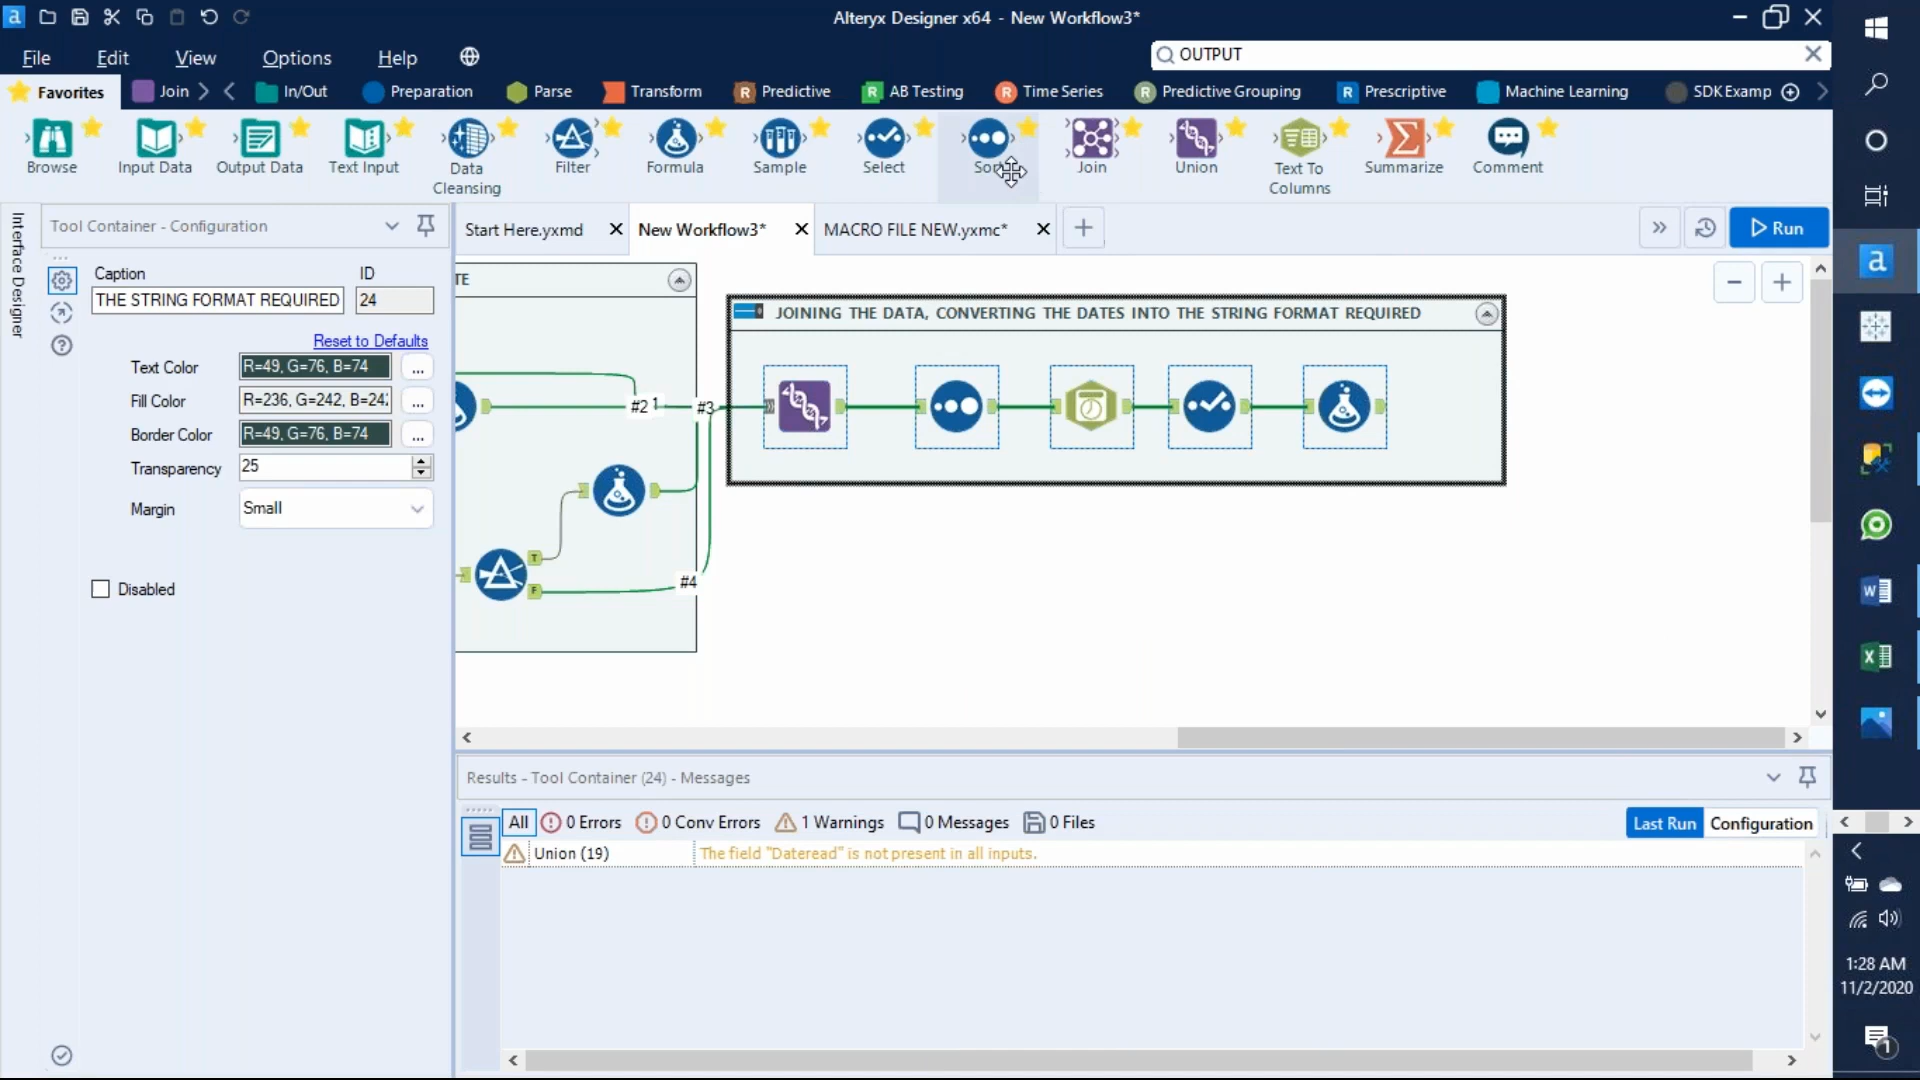 Alteryx Designer x64 - New Workflow3*
File Edit View Options Help
OUTPUT
Favorites Join In/Out Preparation Parse Transform Predictive AB Testing Time Series Predictive Grouping Prescriptive Machine Learning SDK Examp
Browse Input Data Output Data Text Input Data Cleansing Filter Formula Sample Select Join Union Text To Columns Summarize Comment
Interface Designer
Tool Container - Configuration
Start Here.yxmd New Workflow3* MACRO FILE NEW.yxmc* Run
Caption ID
THE STRING FORMAT REQUIRED 24
Reset to Defaults
Text Color R=49, G=76, B=74 ...
Fill Color R=236, G=242, B=242 ...
Border Color R=49, G=76, B=74 ...
Transparency 25
Margin Small
Disabled
TE
JOINING THE DATA, CONVERTING THE DATES INTO THE STRING FORMAT REQUIRED
#2 1 #3
T
F #4
Results - Tool Container (24) - Messages
All 0 Errors 0 Conv Errors 1 Warnings 0 Messages 0 Files Last Run Configuration
Union (19) The field "Dateread" is not present in all inputs.
1:28 AM
11/2/2020
1